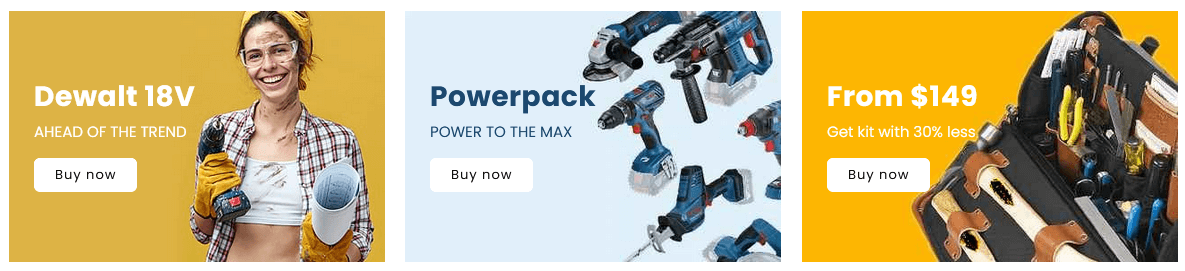 Dewalt 18V
AHEAD OF THE TREND
Buy now
Powerpack
POWER TO THE MAX
Buy now
From $149
Get kit with 30% less
Buy now